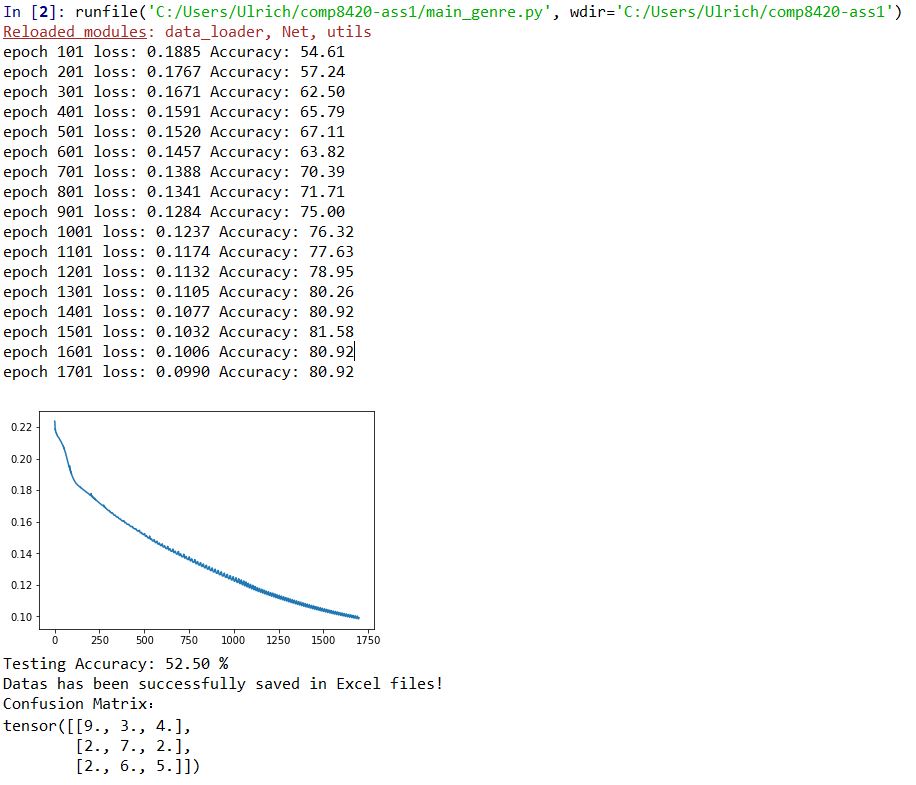 In [2]: runfile('C:/Users/Ulrich/comp8420-ass1/main_genre.py', wdir='C:/Users/Ulrich/comp8420-ass1')
Reloaded modules: data_loader, Net, utils
epoch 101 loss: 0.1885 Accuracy: 54.61
epoch 201 loss: 0.1767 Accuracy: 57.24
epoch 301 loss: 0.1671 Accuracy: 62.50
epoch 401 loss: 0.1591 Accuracy: 65.79
epoch 501 loss: 0.1520 Accuracy: 67.11
epoch 601 loss: 0.1457 Accuracy: 63.82
epoch 701 loss: 0.1388 Accuracy: 70.39
epoch 801 loss: 0.1341 Accuracy: 71.71
epoch 901 loss: 0.1284 Accuracy: 75.00
epoch 1001 loss: 0.1237 Accuracy: 76.32
epoch 1101 loss: 0.1174 Accuracy: 77.63
epoch 1201 loss: 0.1132 Accuracy: 78.95
epoch 1301 loss: 0.1105 Accuracy: 80.26
epoch 1401 loss: 0.1077 Accuracy: 80.92
epoch 1501 loss: 0.1032 Accuracy: 81.58
epoch 1601 loss: 0.1006 Accuracy: 80.92
epoch 1701 loss: 0.0990 Accuracy: 80.92
0.22
0.20
0.18
0.16
0.14
0.12
0.10
0 250 500 750 1000 1250 1500 1750
Testing Accuracy: 52.50 %
Datas has been successfully saved in Excel files!
Confusion Matrix:
tensor([[9., 3., 4.],
[2., 7., 2.],
[2., 6., 5.]])